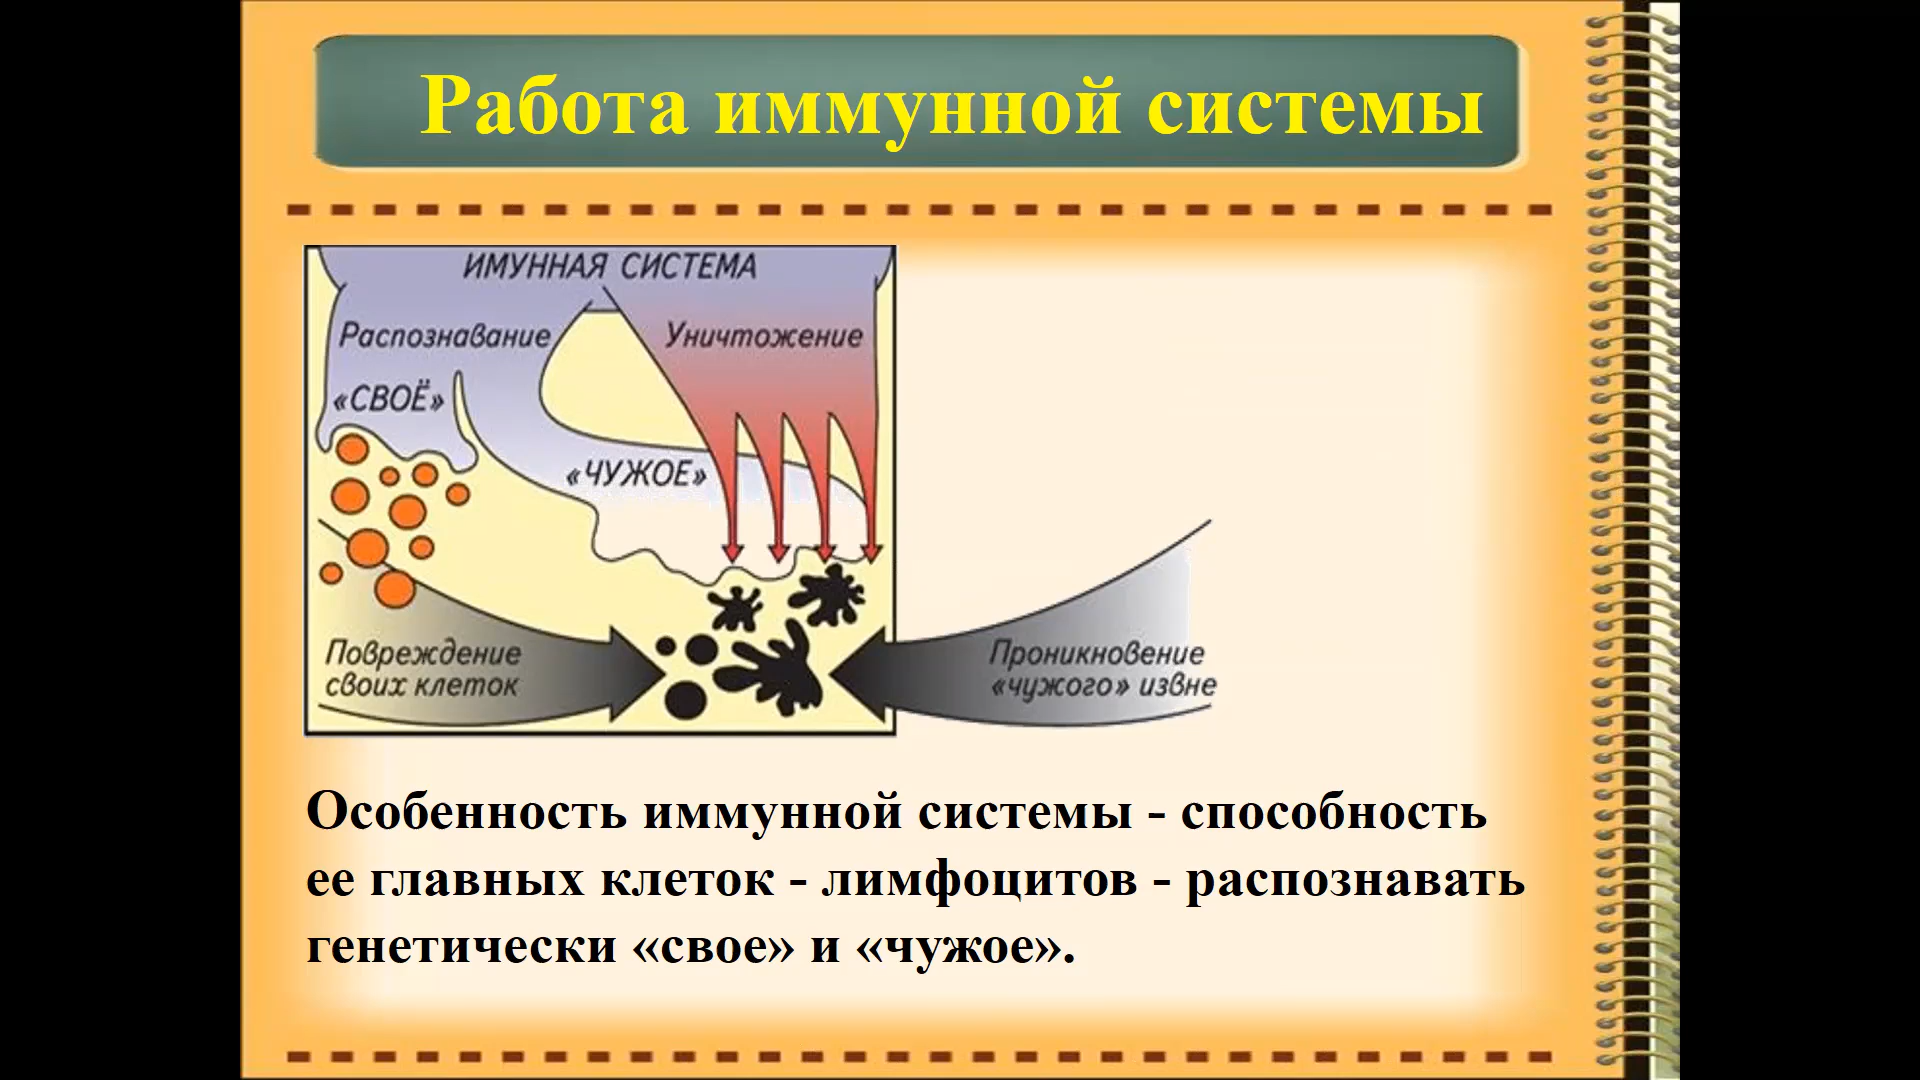 Работа иммунной системы
ИМУННАЯ СИСТЕМА
Распознавание
Уничтожение
«СВОЁ»
«ЧУЖОЕ»
Повреждение
своих клеток
Проникновение
«чужого» извне
Особенность иммунной системы - способность
ее главных клеток - лимфоцитов - распознавать
генетически «свое» и «чужое».